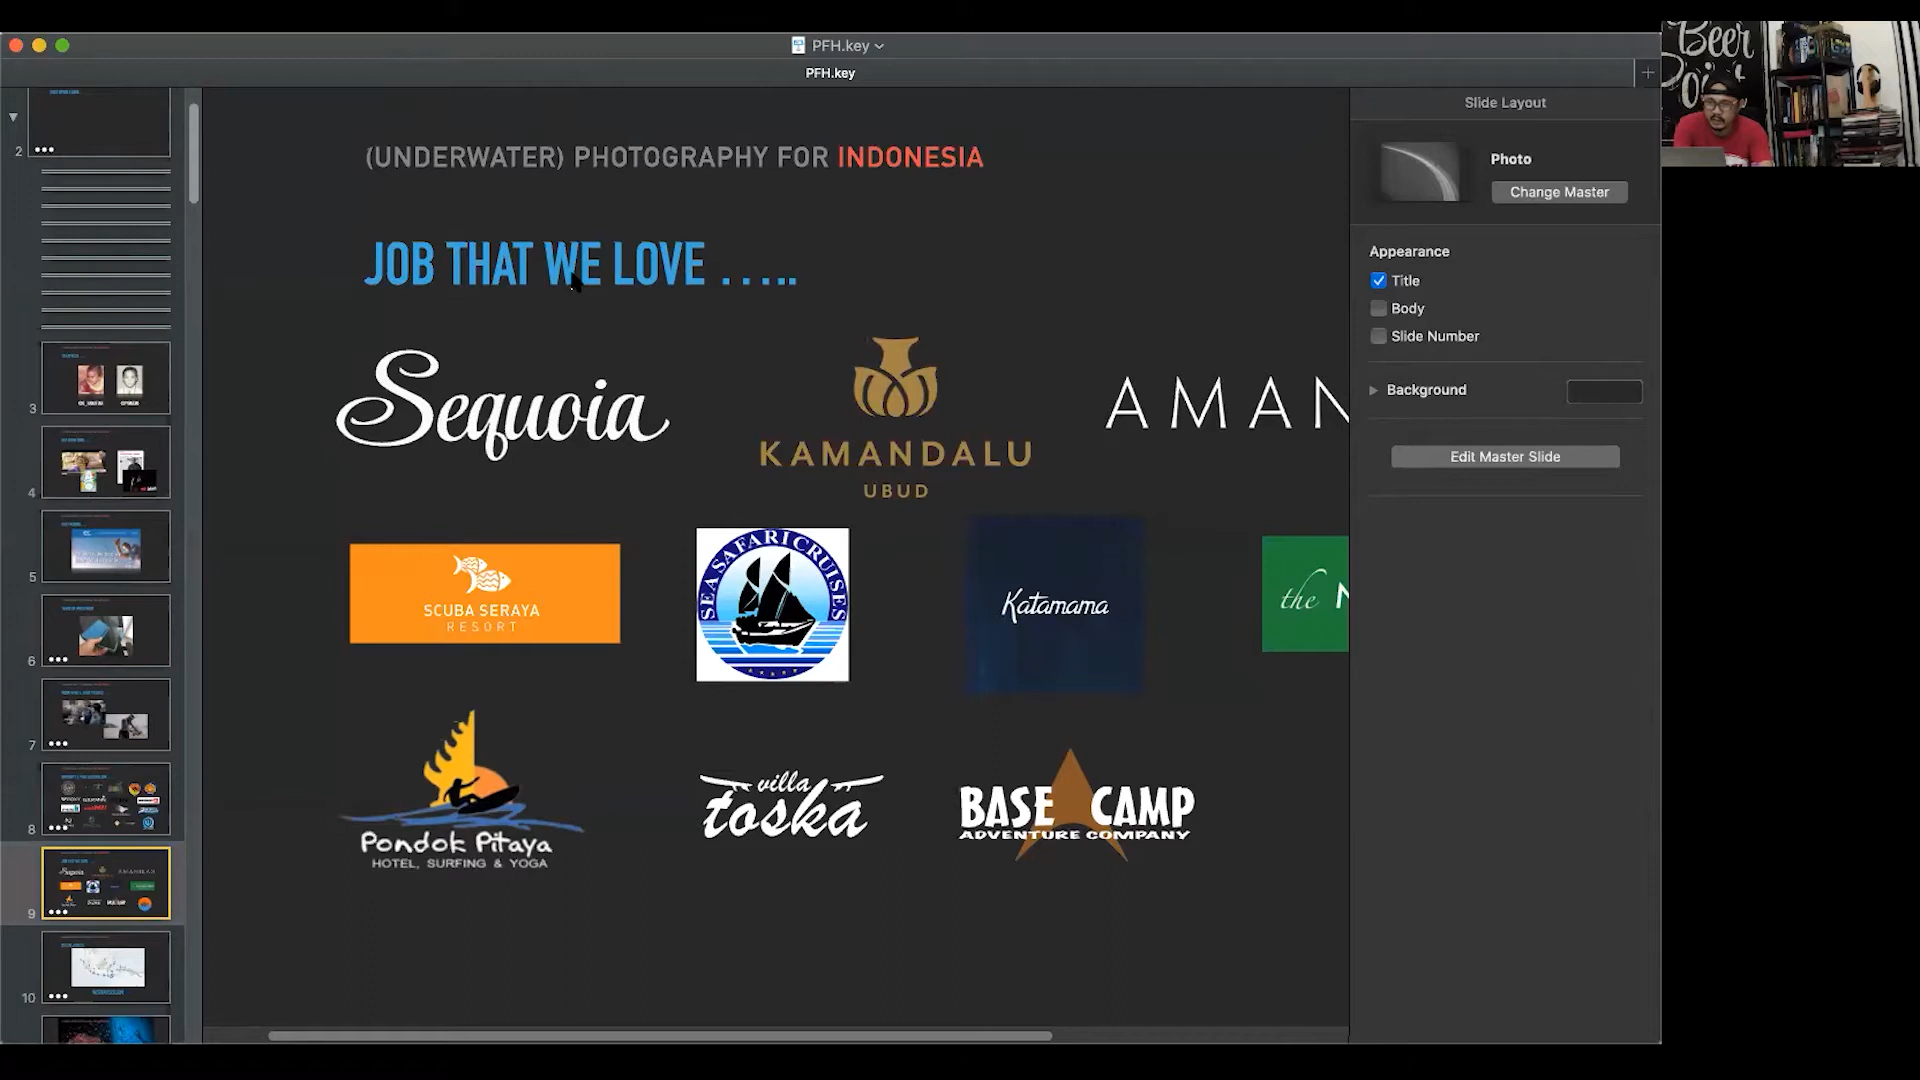 PFH.key
PFH.key
2
3
4
5
6
7
8
9
10
(UNDERWATER) PHOTOGRAPHY FOR INDONESIA
JOB THAT WE LOVE .....
Sequoia
KAMANDALU
UBUD
AMAN
SCUBA SERAYA
RESORT
SEA SAFARI CRUISES
Katamama
the
Pondok Pitaya
HOTEL, SURFING & YOGA
villa
toska
BASE CAMP
ADVENTURE COMPANY
Slide Layout
Photo
Change Master
Appearance
Title
Body
Slide Number
Background
Edit Master Slide
Beer
Point